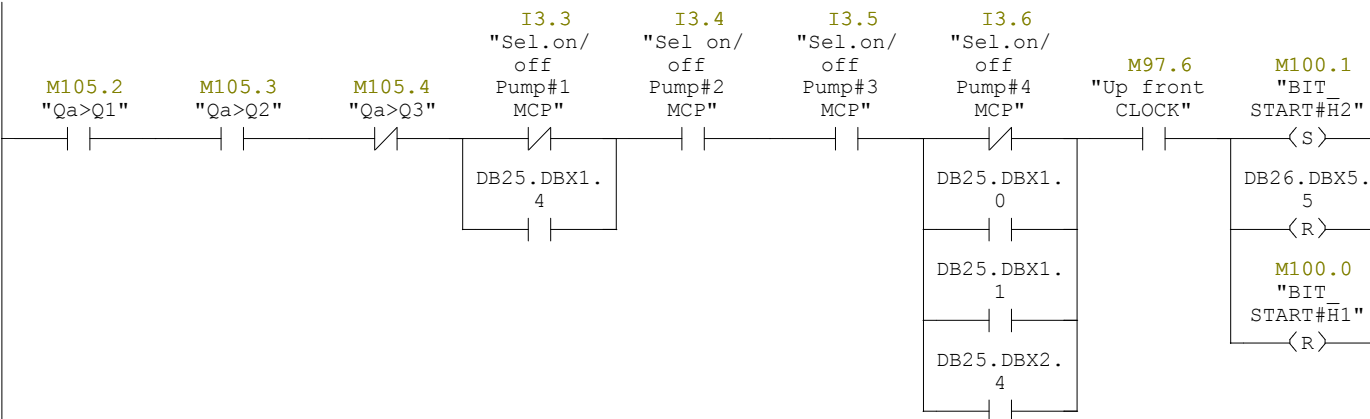 I3.3
"Sel.on/
off
Pump#1
MCP"
I3.4
"Sel on/
off
Pump#2
MCP"
I3.5
"Sel.on/
off
Pump#3
MCP"
I3.6
"Sel.on/
off
Pump#4
MCP"
M105.2
"Qa>Q1"
M105.3
"Qa>Q2"
M105.4
"Qa>Q3"
M97.6
"Up front
CLOCK"
M100.1
"BIT_
START#H2"
S
DB25.DBX1.
4
DB25.DBX1.
0
DB26.DBX5.
5
R
DB25.DBX1.
1
M100.0
"BIT_
START#H1"
R
DB25.DBX2.
4